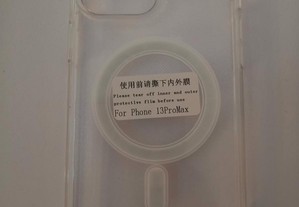 使用前请撕下内外膜
Please tear off inner and outer
protective film before use
For Phone 13ProMax